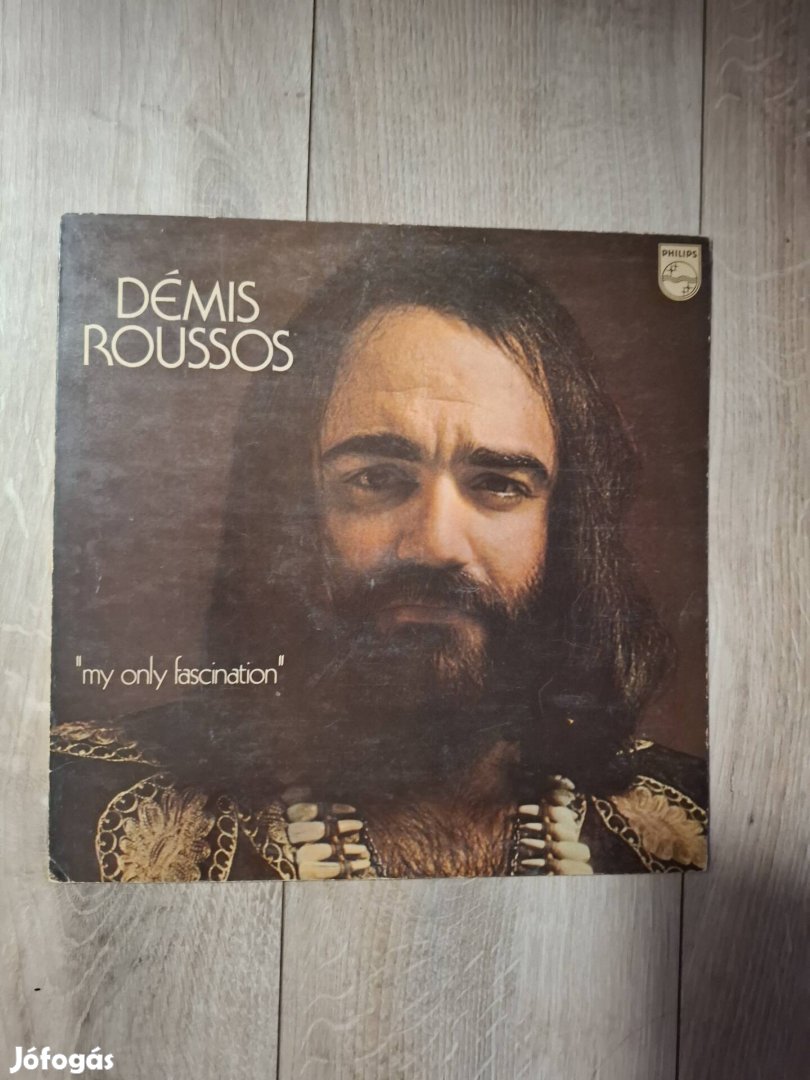 PHILIPS
DÉMIS
ROUSSOS
"my only fascination"
Jófogás